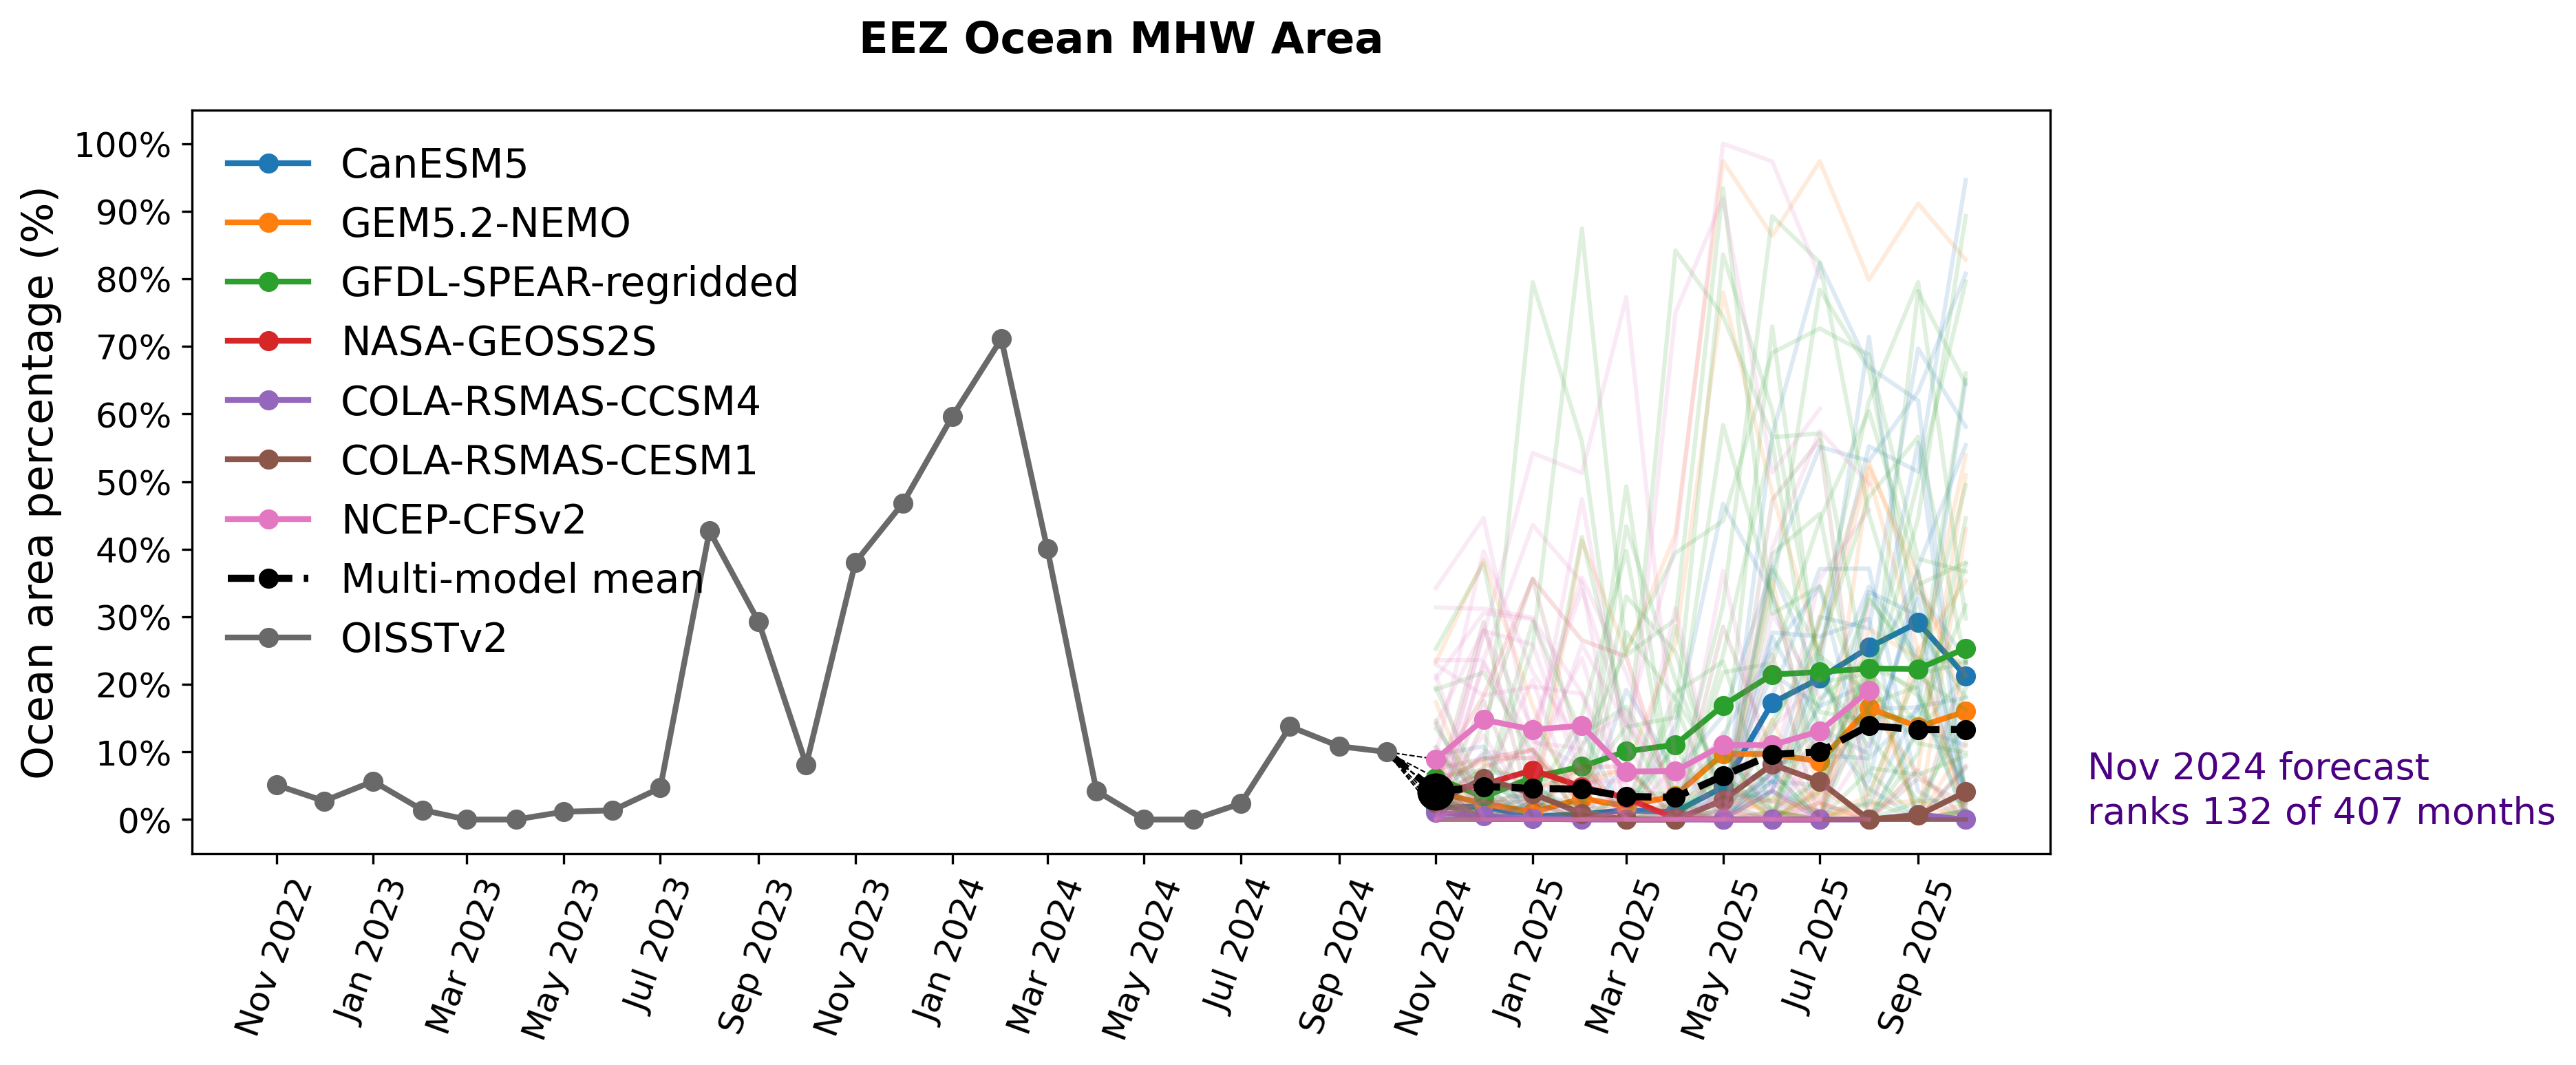 EEZ Ocean MHW Area
Ocean area percentage (%)
100%
90%
80%
70%
60%
50%
40%
30%
20%
10%
0%
CanESM5
GEM5.2-NEMO
GFDL-SPEAR-regridded
NASA-GEOSS2S
COLA-RSMAS-CCSM4
COLA-RSMAS-CESM1
NCEP-CFSv2
Multi-model mean
OISSTv2
Nov 2024 forecast
ranks 132 of 407 months
Nov 2022
Jan 2023
Mar 2023
May 2023
Jul 2023
Sep 2023
Nov 2023
Jan 2024
Mar 2024
May 2024
Jul 2024
Sep 2024
Nov 2024
Jan 2025
Mar 2025
May 2025
Jul 2025
Sep 2025